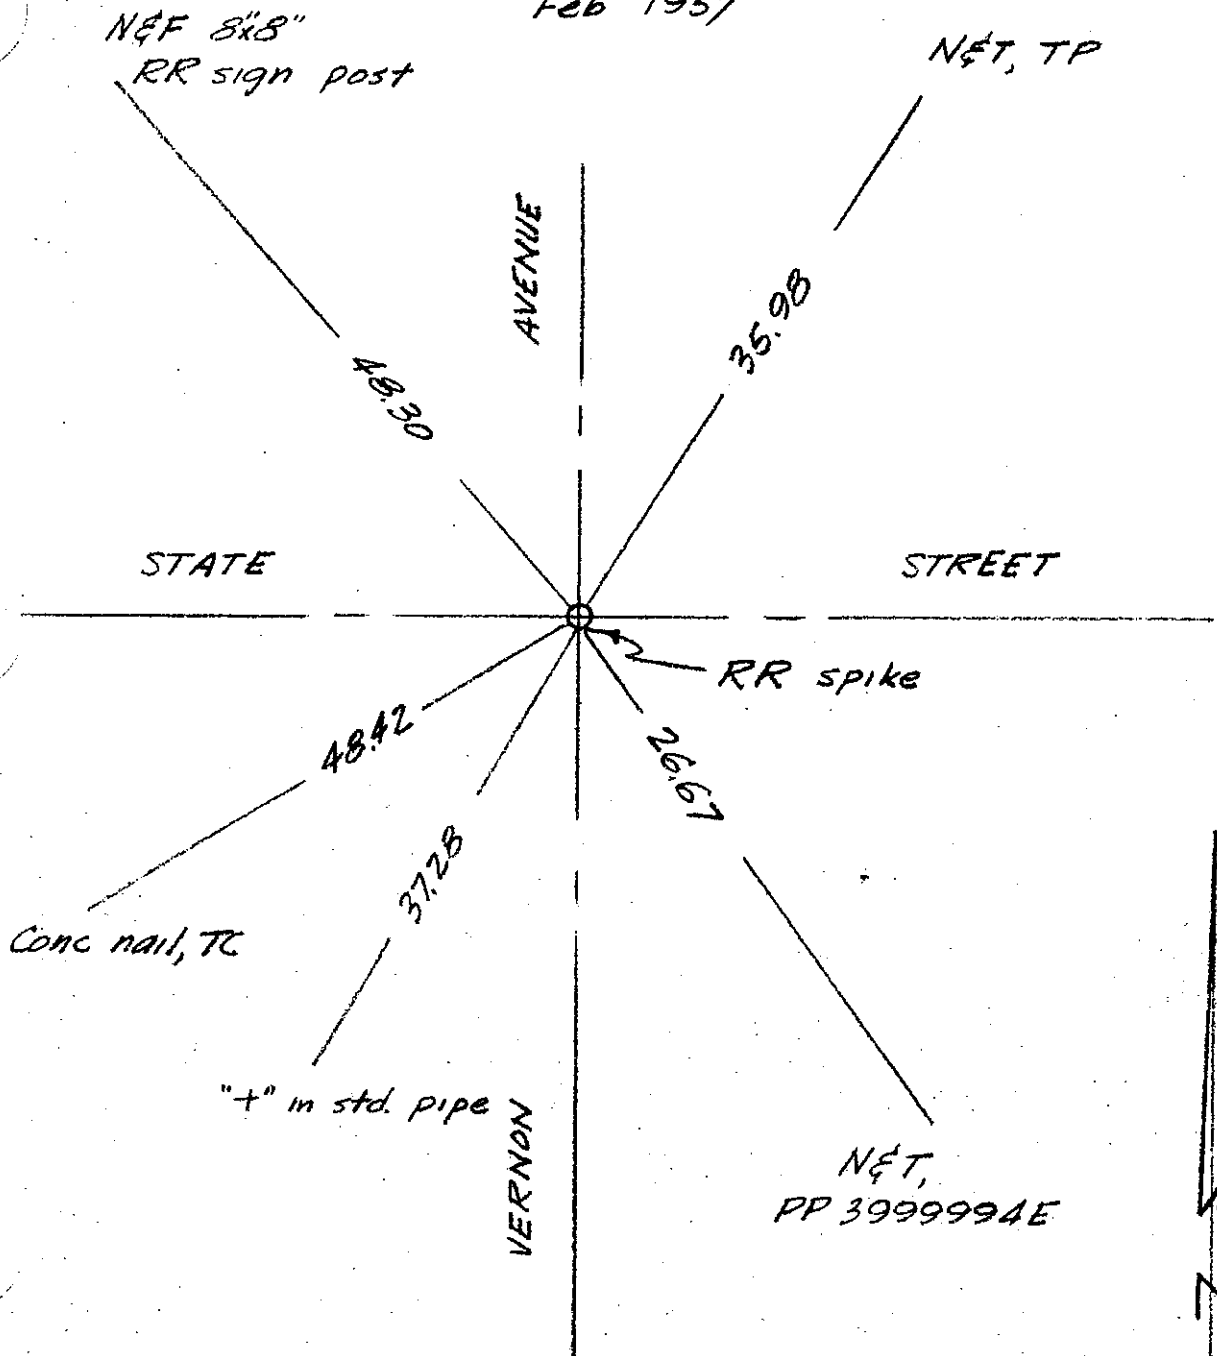 Feb 1957
N&F 8"x8"
RR sign post
N&T, TP
AVENUE
35.98
48.30
STATE
STREET
RR spike
48.42
26.67
37.28
Conc nail, TC
"+" in std. pipe
VERNON
N&T,
PP 3999994E